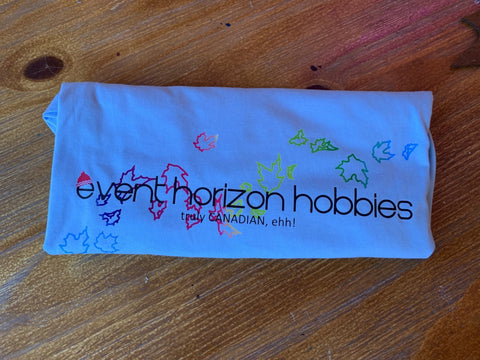 event horizon hobbies
truly CANADIAN, ehh!